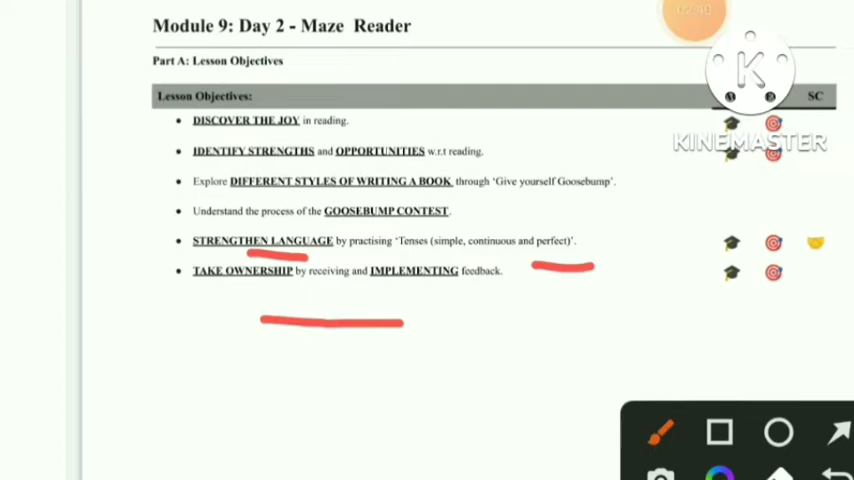 Module 9: Day 2 - Maze Reader
Part A: Lesson Objectives
Lesson Objectives:
SC
• DISCOVER THE JOY in reading.
• IDENTIFY STRENGTHS and OPPORTUNITIES w.r.t reading.
KINEMASTER
• Explore DIFFERENT STYLES OF WRITING A BOOK through ‘Give yourself Goosebump’.
• Understand the process of the GOOSEBUMP CONTEST.
• STRENGTHEN LANGUAGE by practising ‘Tenses (simple, continuous and perfect)’.
• TAKE OWNERSHIP by receiving and IMPLEMENTING feedback.